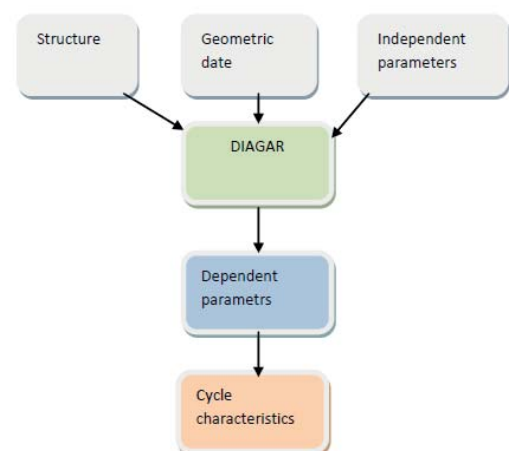 Structure
Geometric
date
Independent
parameters
DIAGAR
Dependent
parametrs
Cycle
characteristics